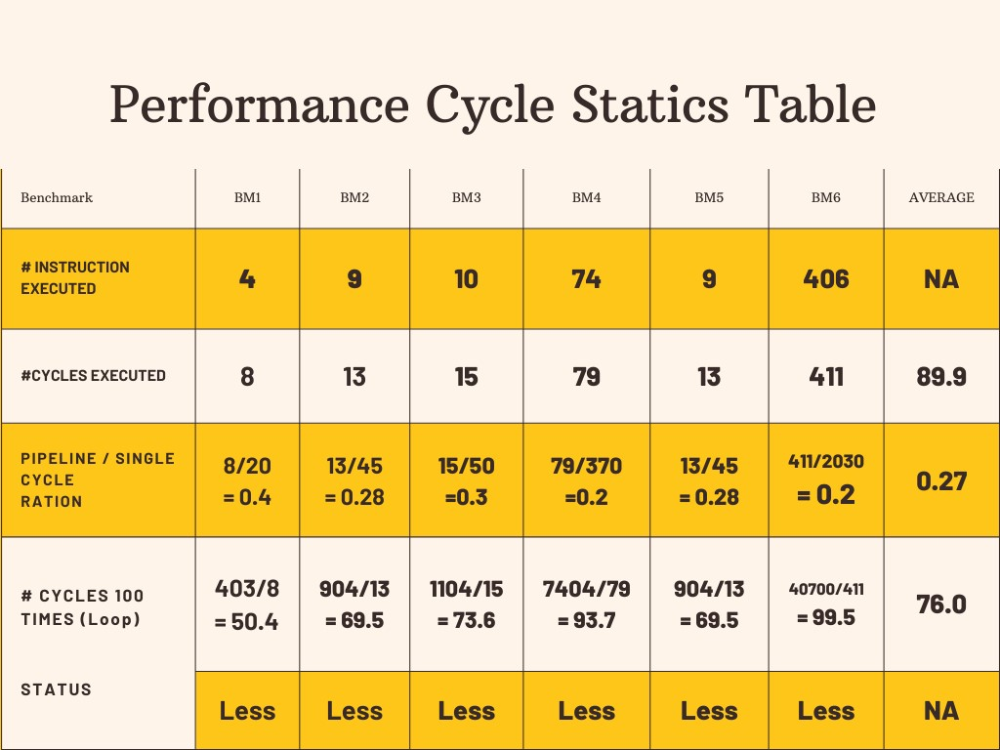 Performance Cycle Statics Table
Benchmark BM1 BM2 BM3 BM4 BM5 BM6 AVERAGE
# INSTRUCTION
EXECUTED
4 9 10 74 9 406 NA
#CYCLES EXECUTED 8 13 15 79 13 411 89.9
PIPELINE / SINGLE
CYCLE
RATION
8/20 13/45 15/50 79/370 13/45 411/2030
= 0.4 = 0.28 =0.3 =0.2 = 0.28 = 0.2
0.27
# CYCLES 100
TIMES (Loop)
403/8 904/13 1104/15 7404/79 904/13 40700/411
= 50.4 = 69.5 = 73.6 = 93.7 = 69.5 = 99.5
76.0
STATUS
Less Less Less Less Less Less NA